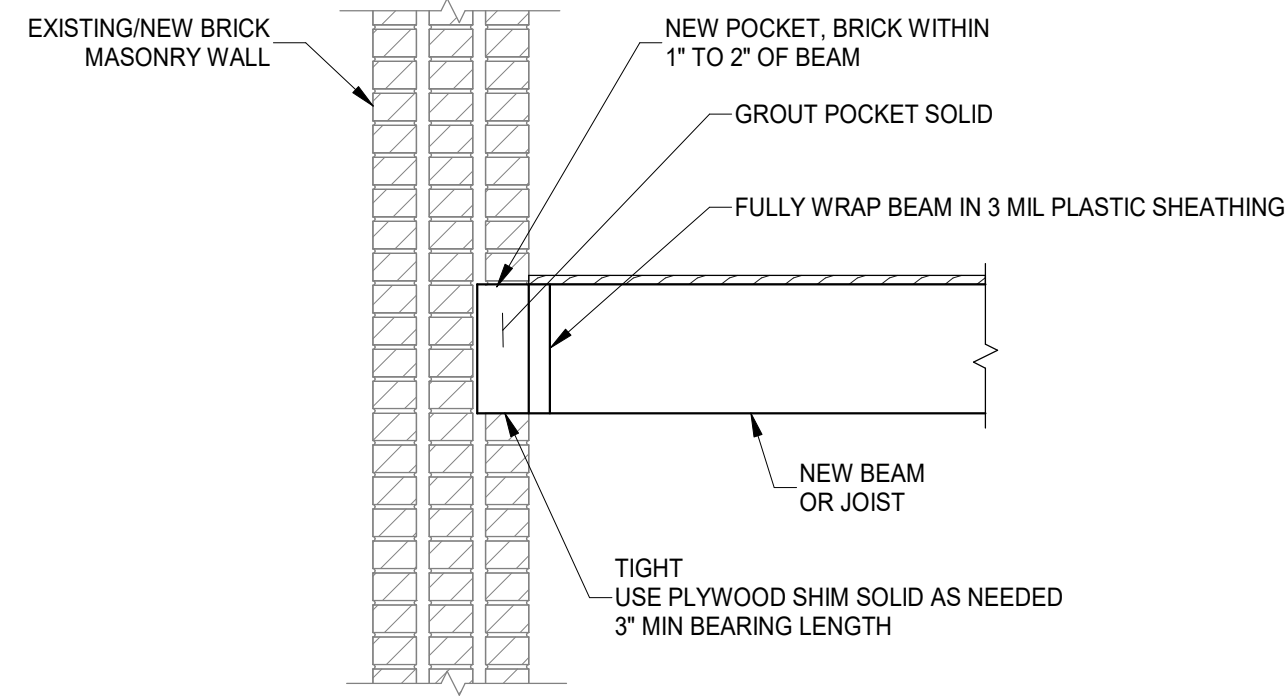 EXISTING/NEW BRICK
MASONRY WALL
NEW POCKET, BRICK WITHIN
1" TO 2" OF BEAM
GROUT POCKET SOLID
FULLY WRAP BEAM IN 3 MIL PLASTIC SHEATHING
NEW BEAM
OR JOIST
TIGHT
USE PLYWOOD SHIM SOLID AS NEEDED
3" MIN BEARING LENGTH